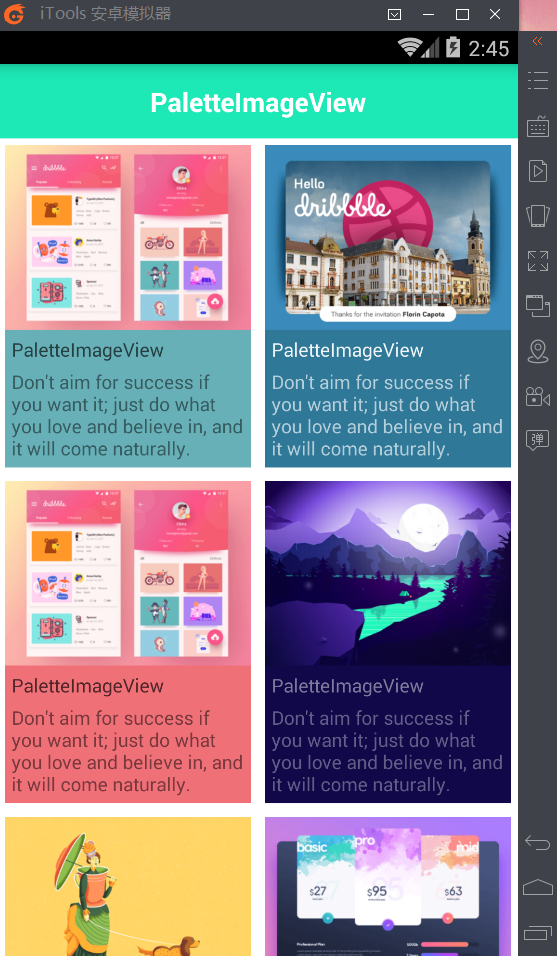 iTools 安卓模拟器
2:45
PaletteImageView
dribbble
Hello
dribbble
Thanks for the invitation Florin Capota
PaletteImageView
Don't aim for success if
you want it; just do what
you love and believe in, and
it will come naturally.
PaletteImageView
Don't aim for success if
you want it; just do what
you love and believe in, and
it will come naturally.
弹
dribbble
PaletteImageView
Don't aim for success if
you want it; just do what
you love and believe in, and
it will come naturally.
PaletteImageView
Don't aim for success if
you want it; just do what
you love and believe in, and
it will come naturally.
basic
pro
mid
$27
$95
$63